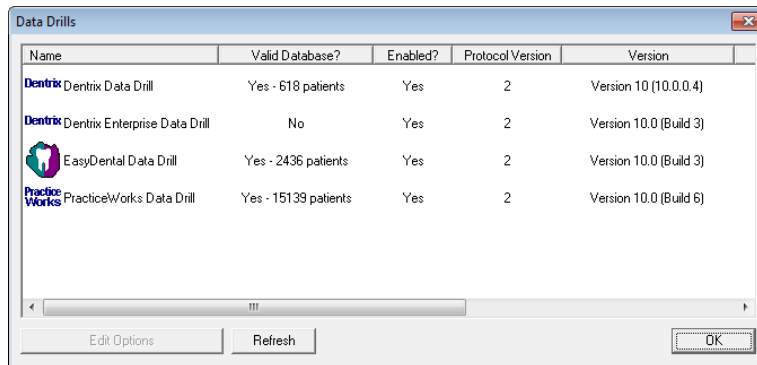 Data Drills
Name Valid Database? Enabled? Protocol Version Version
Dentrix Dentrix Data Drill Yes - 618 patients Yes 2 Version 10 (10.0.0.4)
Dentrix Dentrix Enterprise Data Drill No Yes 2 Version 10.0 (Build 3)
EasyDental Data Drill Yes - 2436 patients Yes 2 Version 10.0 (Build 3)
Practice Works PracticeWorks Data Drill Yes - 15139 patients Yes 2 Version 10.0 (Build 6)
Edit Options Refresh OK